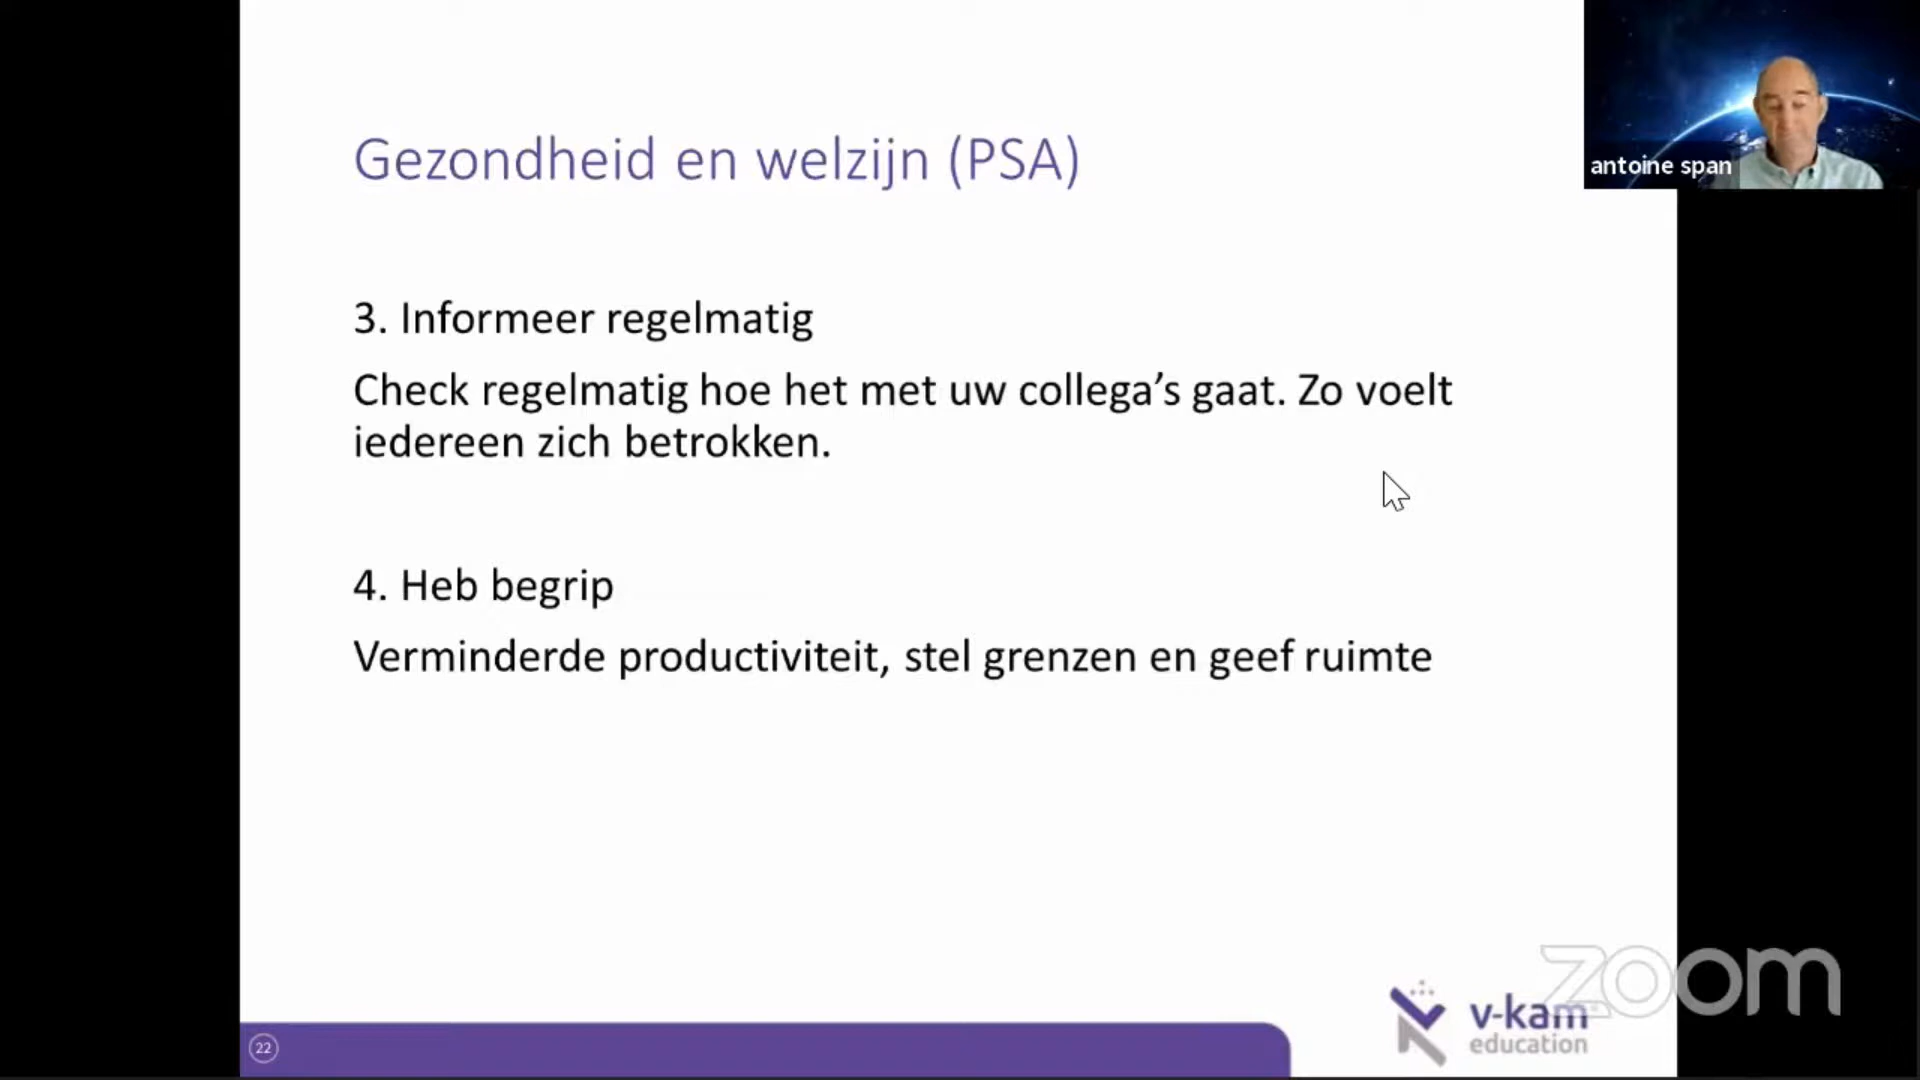 antoine span
Gezondheid en welzijn (PSA)
3. Informeer regelmatig
Check regelmatig hoe het met uw collega’s gaat. Zo voelt
iedereen zich betrokken.
4. Heb begrip
Verminderde productiviteit, stel grenzen en geef ruimte
zoom
v-kam
education
22